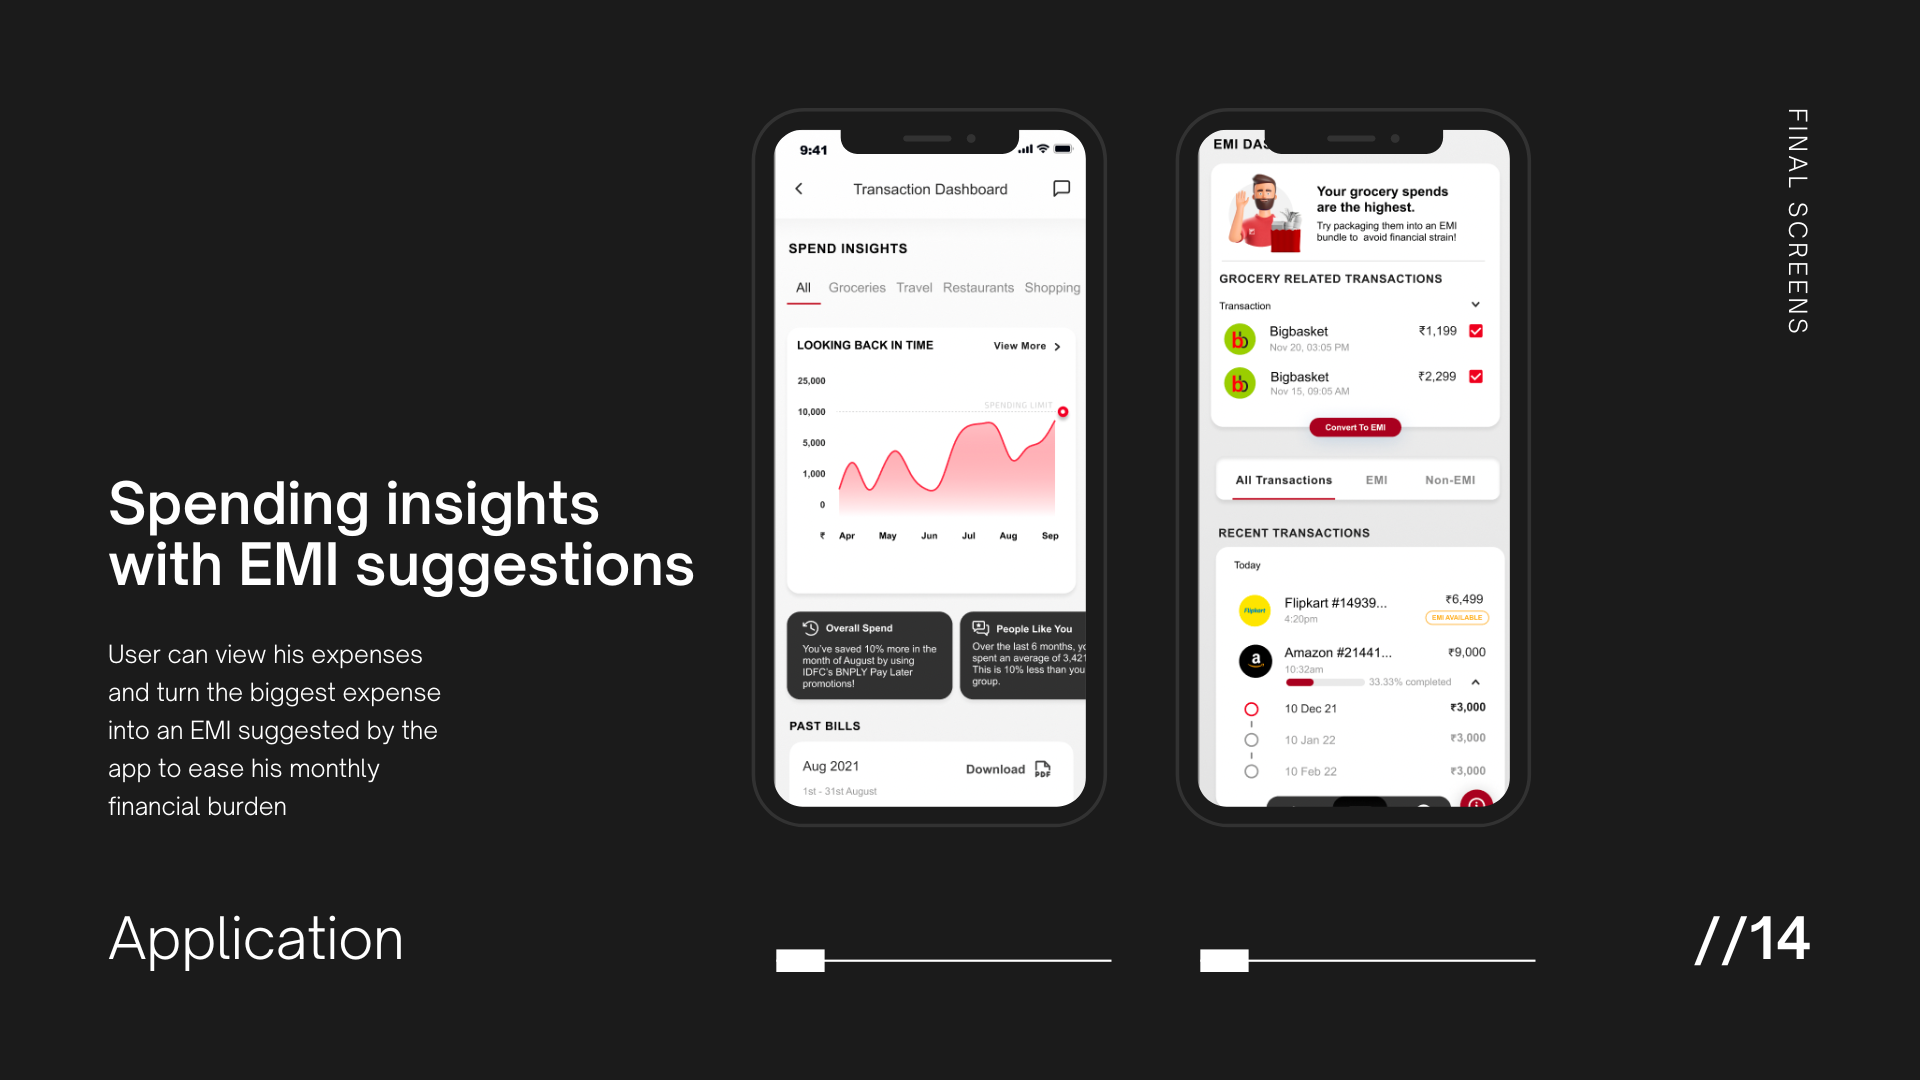 FINAL SCREENS
Spending insights
with EMI suggestions
User can view his expenses
and turn the biggest expense
into an EMI suggested by the
app to ease his monthly
financial burden
9:41
Transaction Dashboard
SPEND INSIGHTS
All Groceries Travel Restaurants Shopping
LOOKING BACK IN TIME View More
25,000
SPENDING LIMIT
10,000
5,000
1,000
0
₹ Apr May Jun Jul Aug Sep
Overall Spend
You've saved 10% more in the
month of August by using
IDFC's BNPLY Pay Later
promotions!
People Like You
Over the last 6 months, yo
spent an average of 3,421
This is 10% less than you
group.
PAST BILLS
Aug 2021
Download PDF
1st - 31st August
EMI DAS
Your grocery spends
are the highest.
Try packaging them into an EMI
bundle to avoid financial strain!
GROCERY RELATED TRANSACTIONS
Transaction
bb Bigbasket ₹1,199
Nov 20, 03:05 PM
bb Bigbasket ₹2,299
Nov 15, 09:05 AM
Convert To EMI
All Transactions EMI Non-EMI
RECENT TRANSACTIONS
Today
Flipkart Flipkart #14939... ₹6,499
4:20pm EMI AVAILABLE
a Amazon #21441... ₹9,000
10:32am
33.33% completed
10 Dec 21 ₹3,000
10 Jan 22 ₹3,000
10 Feb 22 ₹3,000
Application
//14